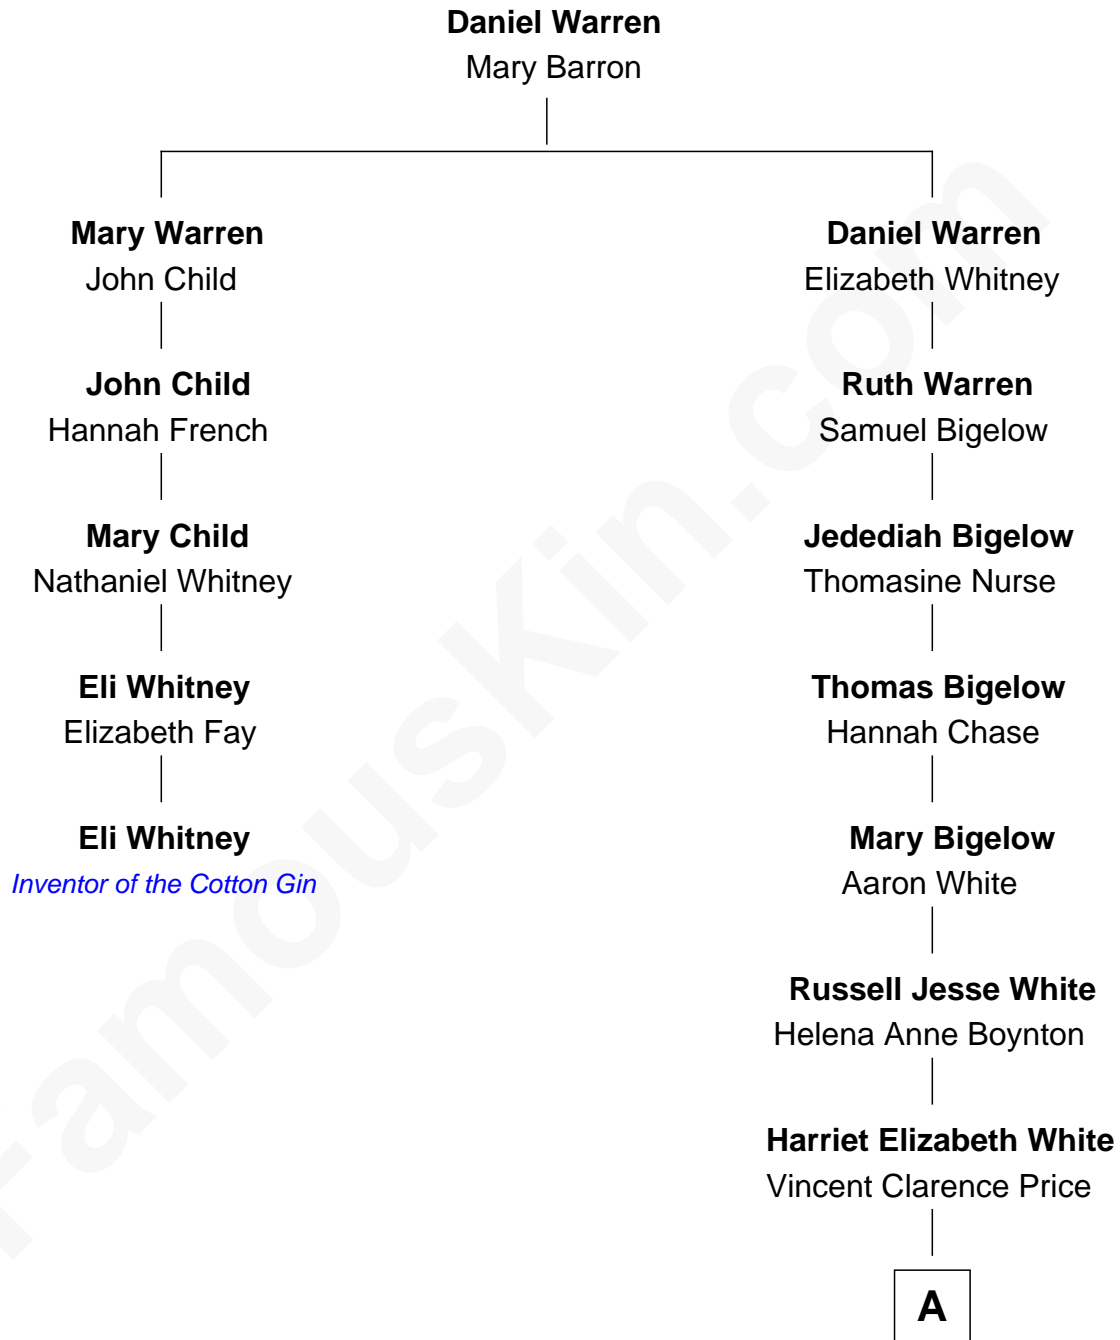 Daniel Warren
Mary Barron
Mary Warren
John Child
Daniel Warren
Elizabeth Whitney
John Child
Hannah French
Ruth Warren
Samuel Bigelow
Mary Child
Nathaniel Whitney
Jedediah Bigelow
Thomasine Nurse
Eli Whitney
Elizabeth Fay
Thomas Bigelow
Hannah Chase
Eli Whitney
Inventor of the Cotton Gin
Mary Bigelow
Aaron White
Russell Jesse White
Helena Anne Boynton
Harriet Elizabeth White
Vincent Clarence Price
A
FamousKin.com